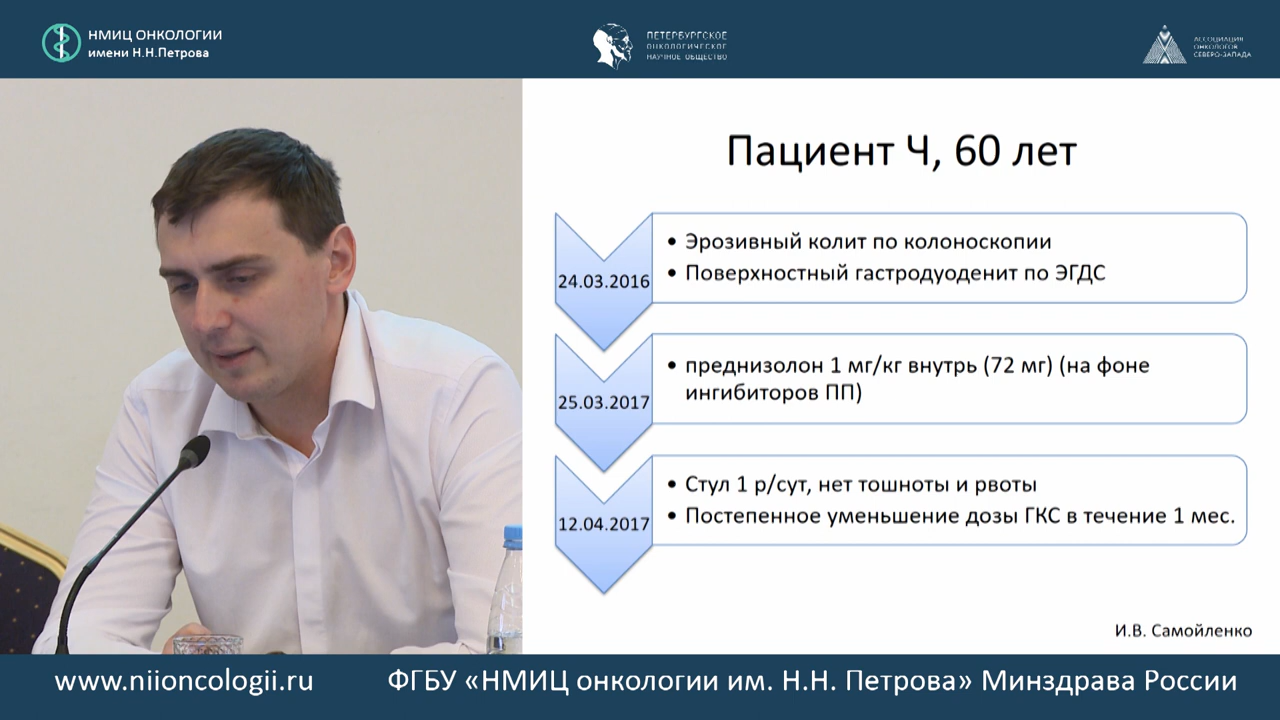 НМИЦ ОНКОЛОГИИ
имени Н.Н.Петрова
ПЕТЕРБУРГСКОЕ
ОНКОЛОГИЧЕСКОЕ
НАУЧНОЕ ОБЩЕСТВО
АССОЦИАЦИЯ
ОНКОЛОГОВ
СЕВЕРО-ЗАПАДА
Пациент Ч, 60 лет
24.03.2016
• Эрозивный колит по колоноскопии
• Поверхностный гастродуоденит по ЭГДС
25.03.2017
• преднизолон 1 мг/кг внутрь (72 мг) (на фоне
ингибиторов ПП)
12.04.2017
• Стул 1 р/сут, нет тошноты и рвоты
• Постепенное уменьшение дозы ГКС в течение 1 мес.
И.В. Самойленко
www.niioncologii.ru
ФГБУ «НМИЦ онкологии им. Н.Н. Петрова» Минздрава России